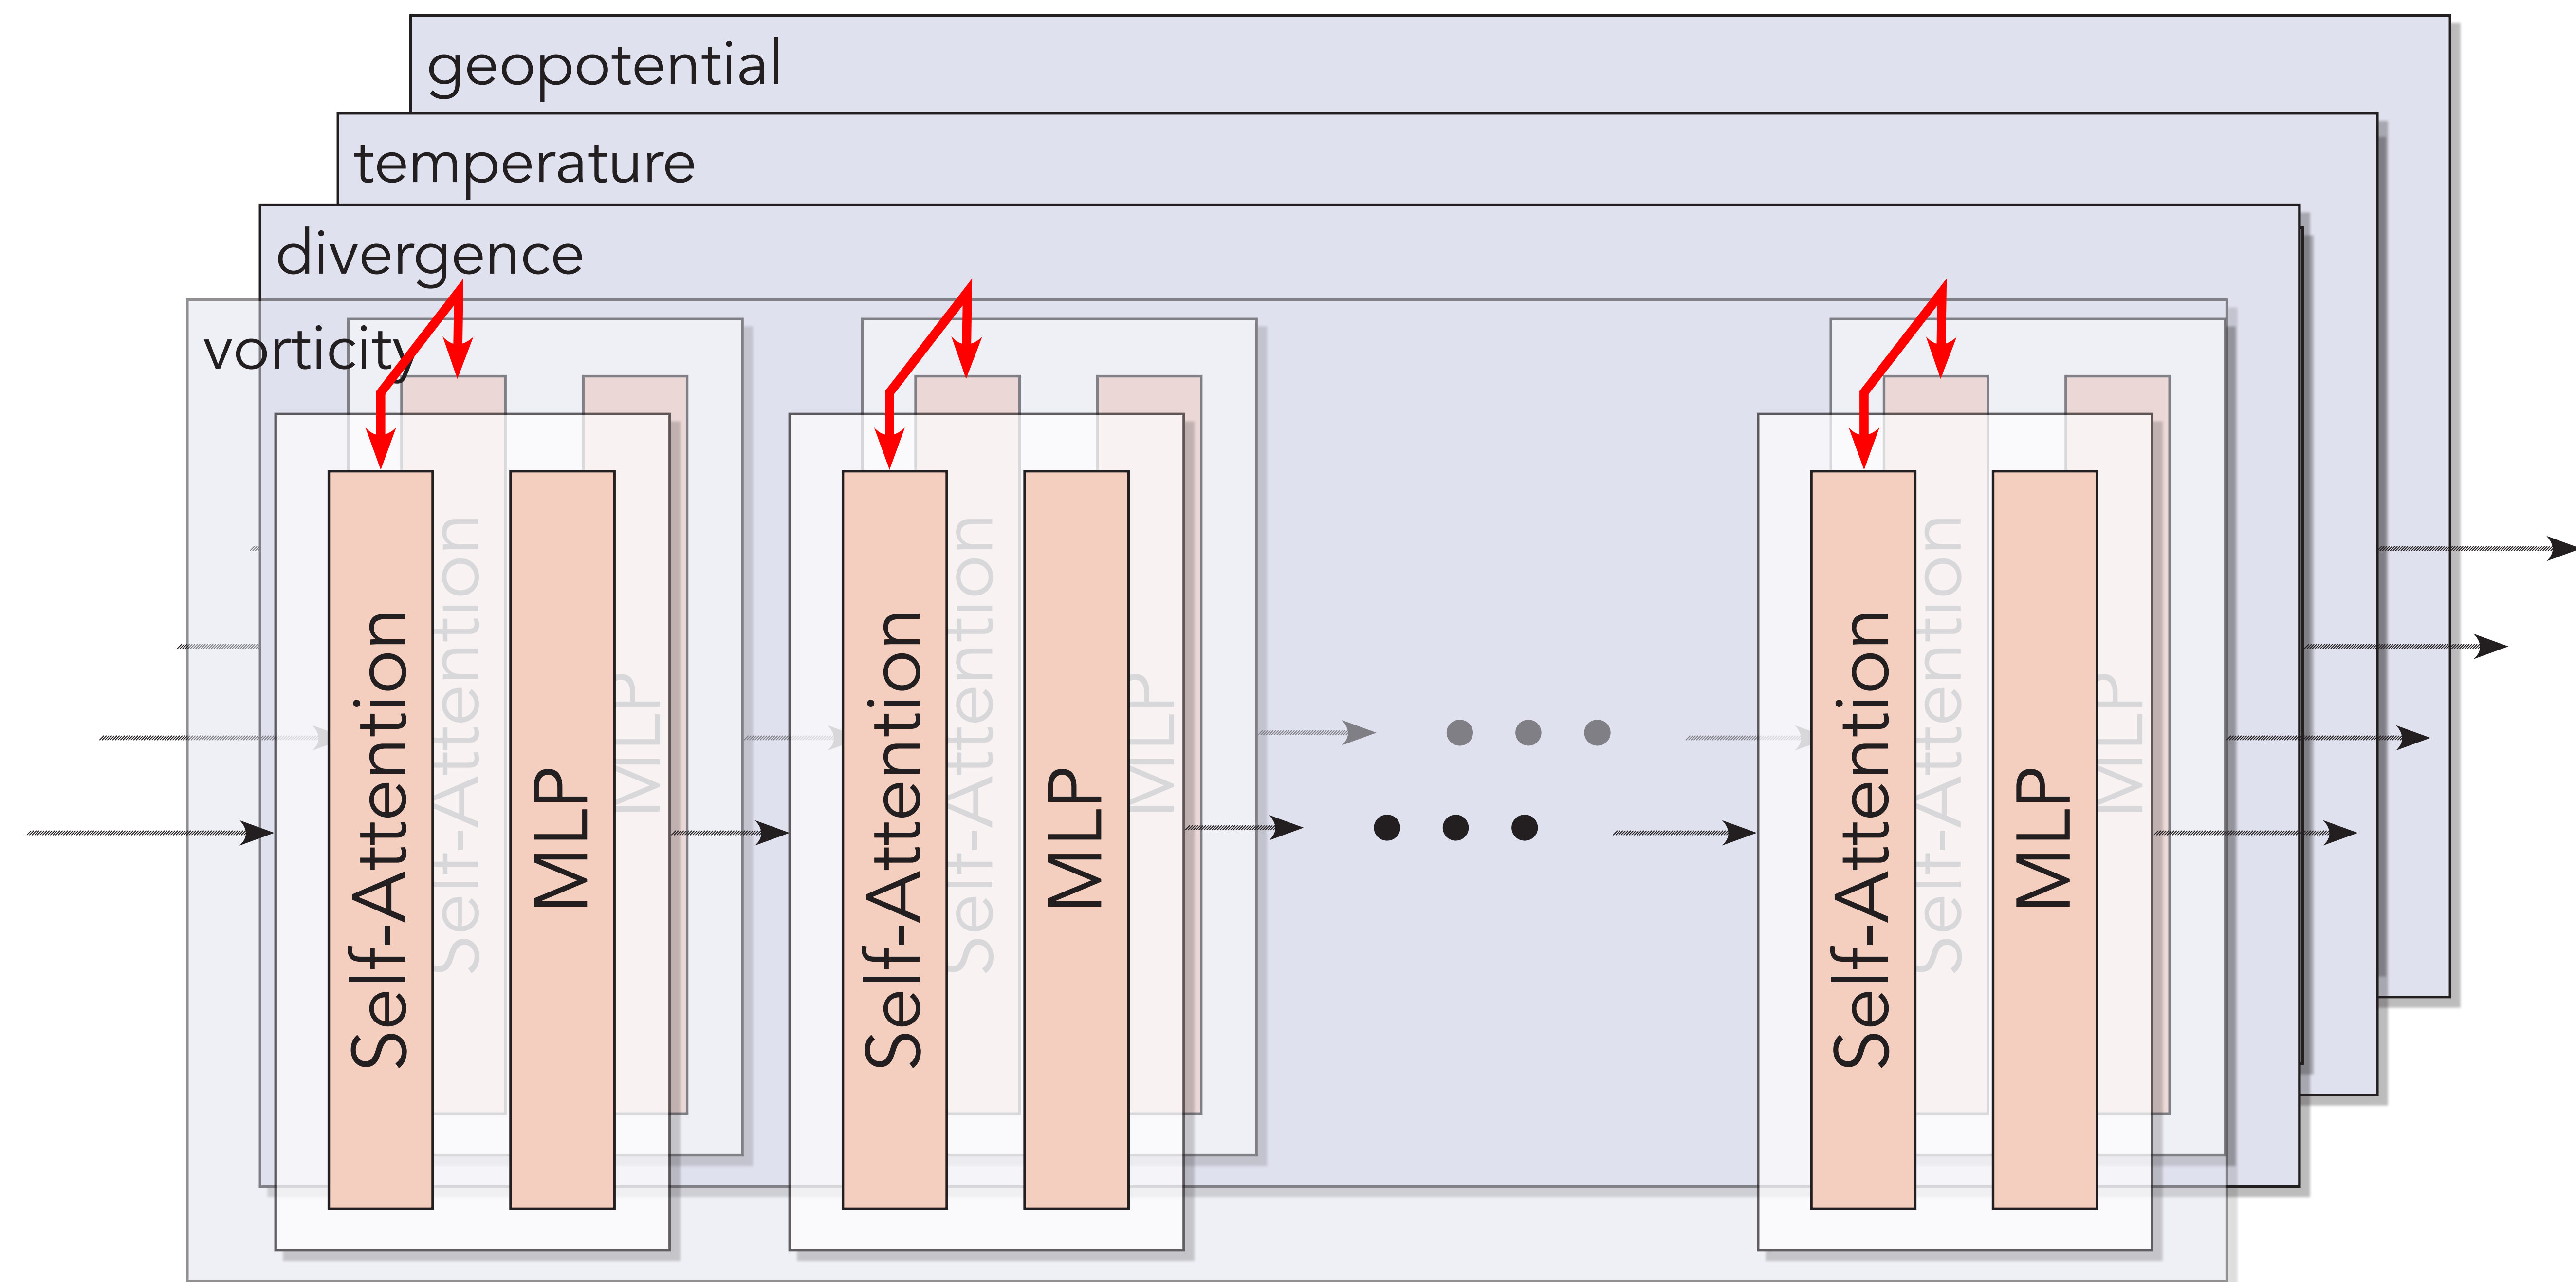 geopotential
temperature
divergence
vorticity
Self-Attention
Self-Attention
MLP
MLP
Self-Attention
Self-Attention
MLP
MLP
Self-Attention
Self-Attention
MLP
MLP